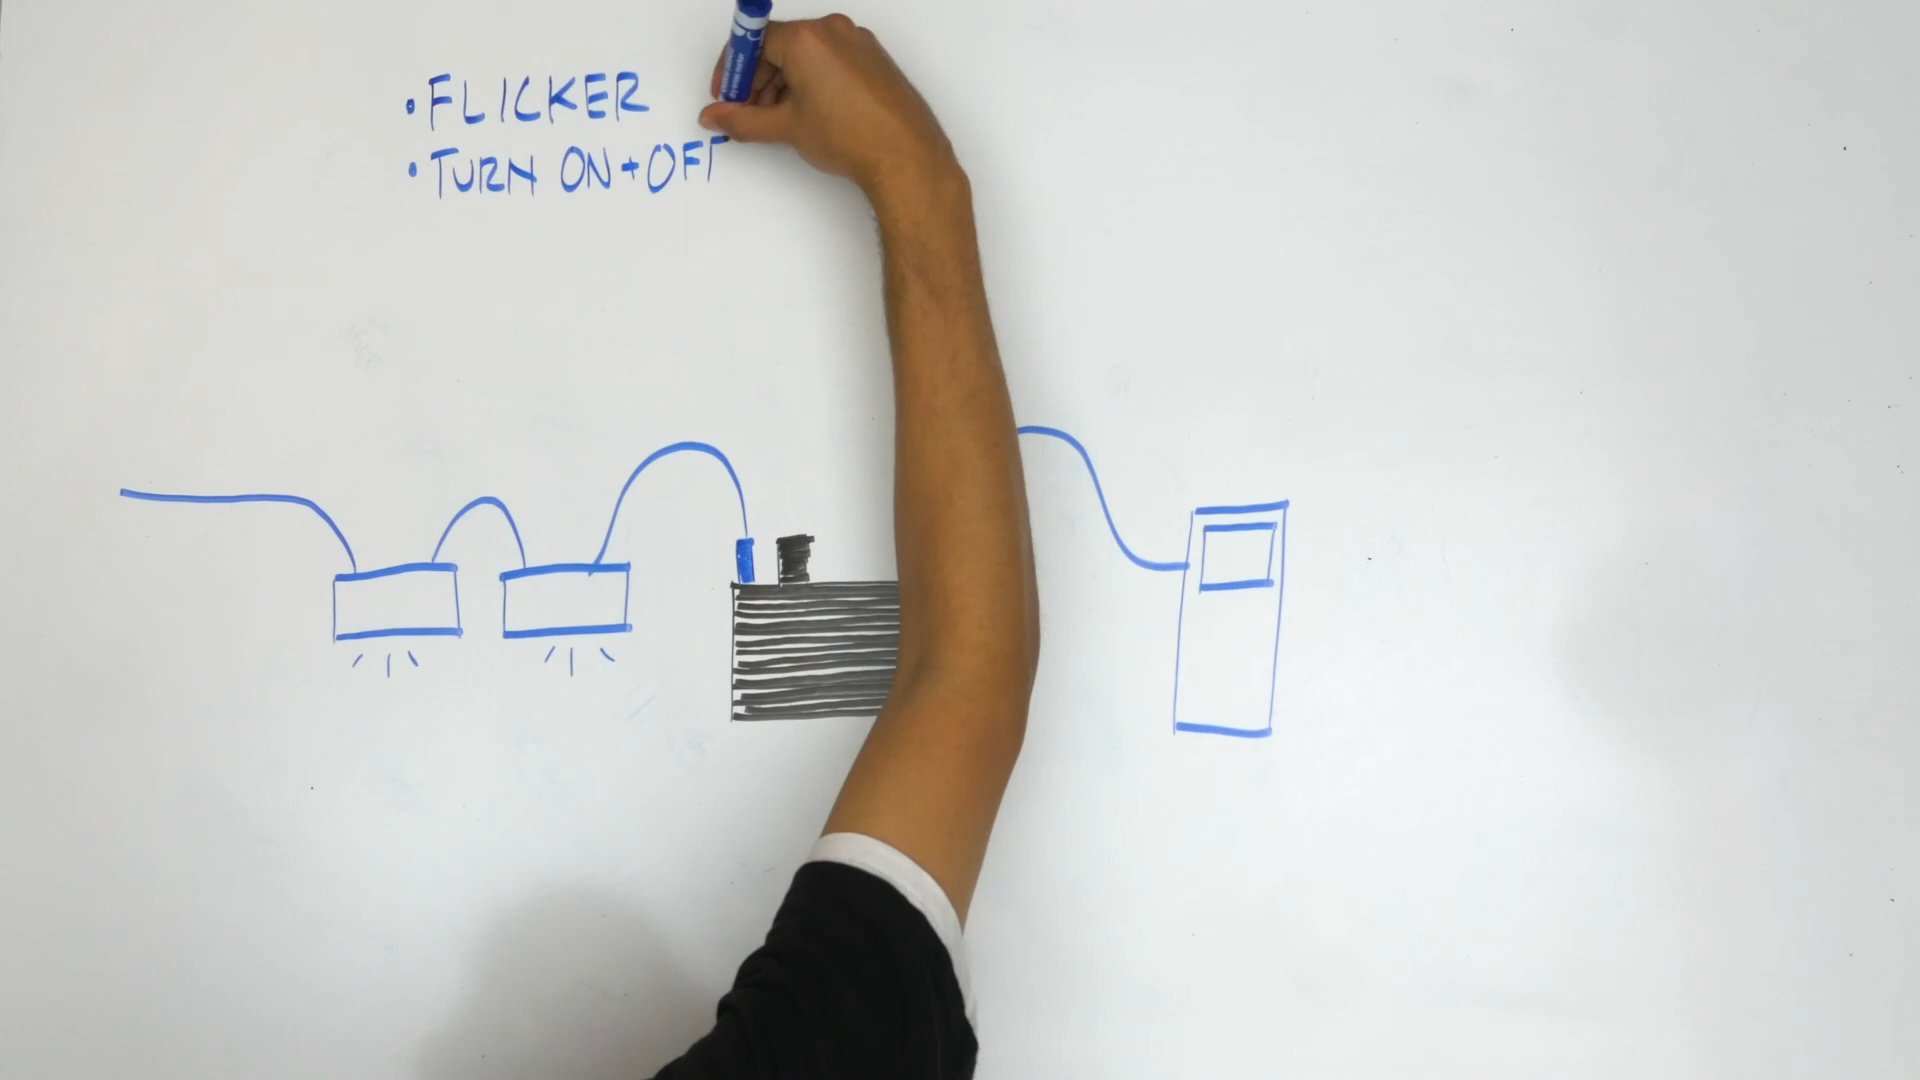 • FLICKER
• TURN ON + OFF